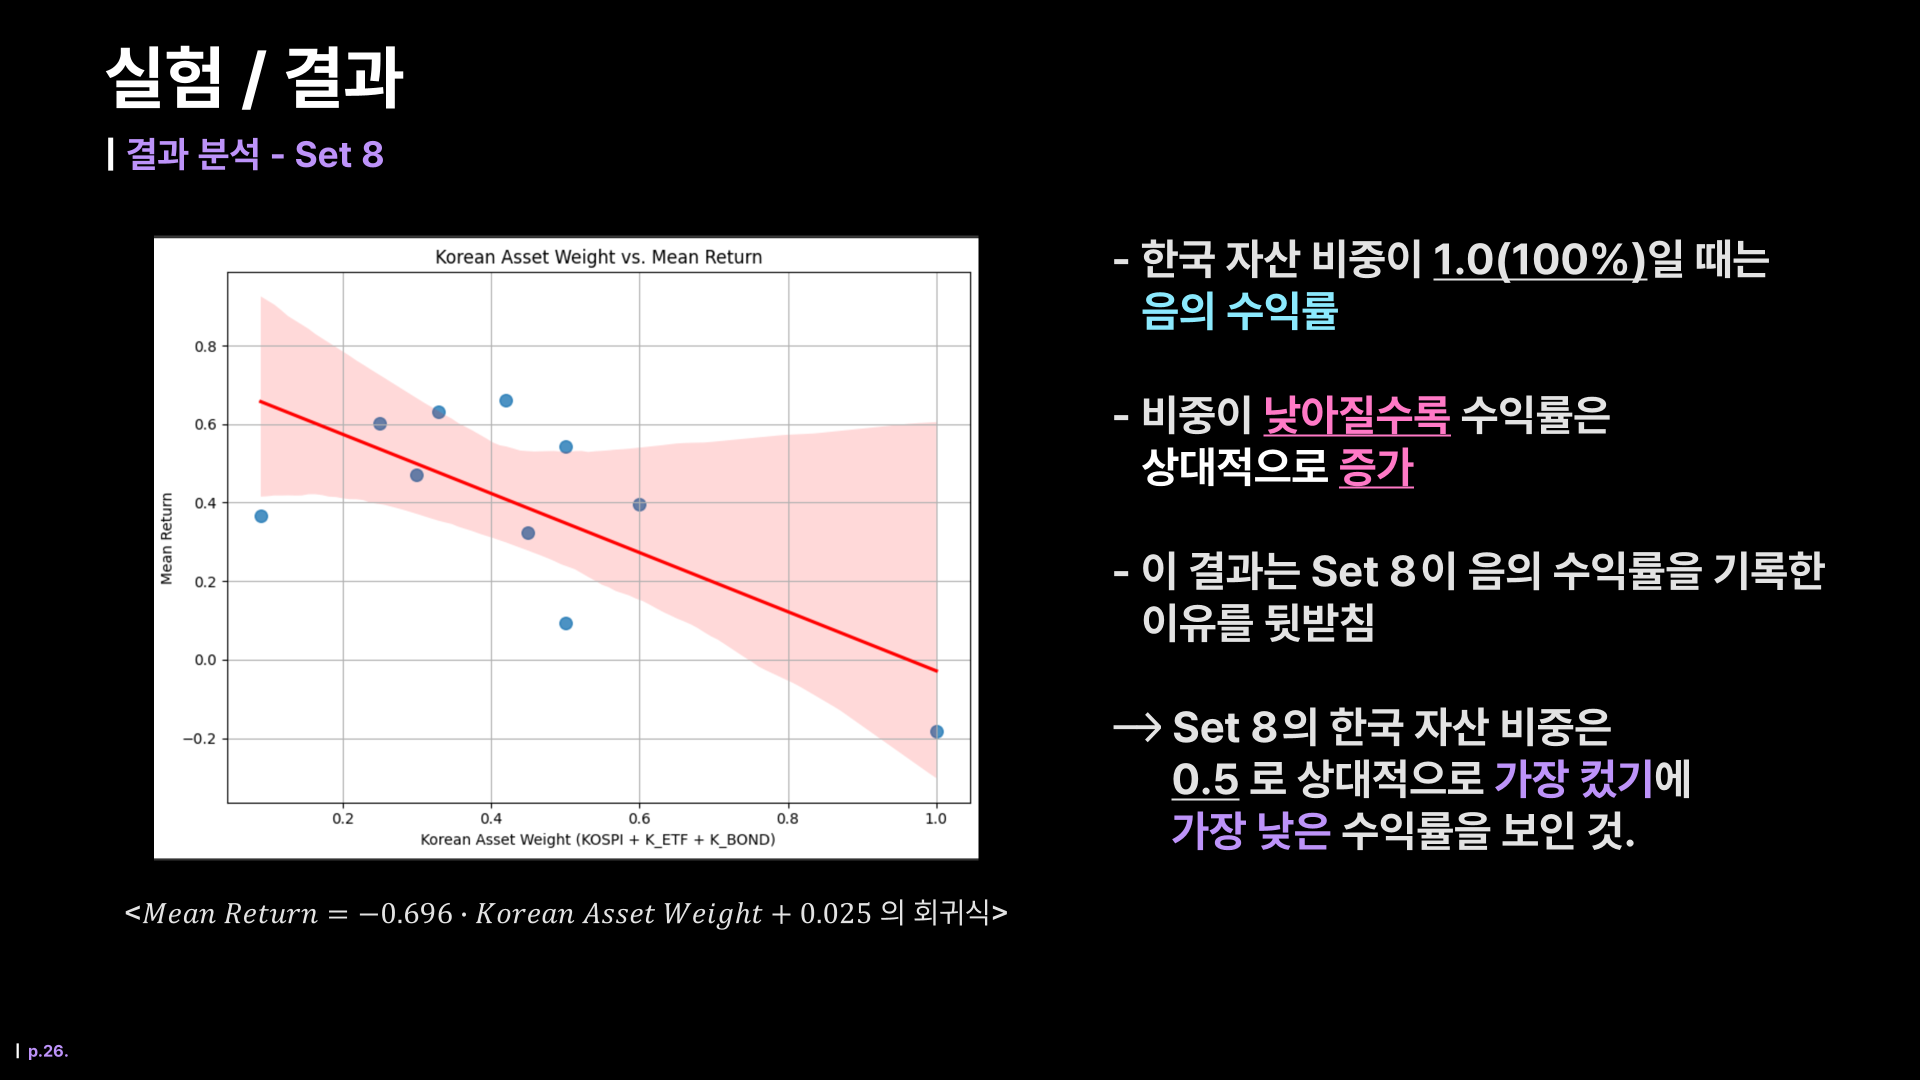 실험 / 결과
| 결과 분석 - Set 8
Korean Asset Weight vs. Mean Return
0.8
0.6
0.4
0.2
0.0
−0.2
Mean Return
0.2 0.4 0.6 0.8 1.0
Korean Asset Weight (KOSPI + K_ETF + K_BOND)
<Mean Return = −0.696 · Korean Asset Weight + 0.025 의 회귀식>
- 한국 자산 비중이 1.0(100%)일 때는
음의 수익률
- 비중이 낮아질수록 수익률은
상대적으로 증가
- 이 결과는 Set 8이 음의 수익률을 기록한
이유를 뒷받침
→ Set 8의 한국 자산 비중은
0.5 로 상대적으로 가장 컸기에
가장 낮은 수익률을 보인 것.
| p.26.